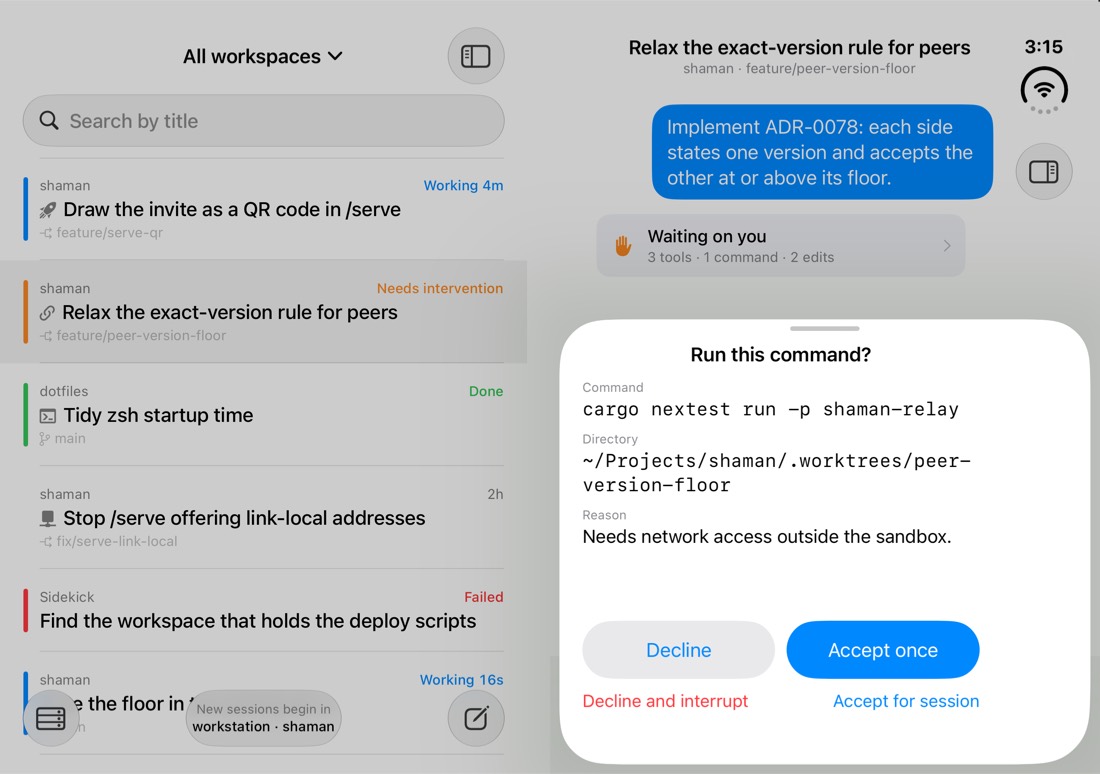 All workspaces
Search by title
shaman
Working 4m
Draw the invite as a QR code in /serve
feature/serve-qr
shaman
Needs intervention
Relax the exact-version rule for peers
feature/peer-version-floor
dotfiles
Done
Tidy zsh startup time
main
shaman
2h
Stop /serve offering link-local addresses
fix/serve-link-local
Sidekick
Failed
Find the workspace that holds the deploy scripts
shaman
Working 16s
the floor in
New sessions begin in
workstation · shaman
Relax the exact-version rule for peers
shaman · feature/peer-version-floor
3:15
Implement ADR-0078: each side
states one version and accepts the
other at or above its floor.
Waiting on you
3 tools · 1 command · 2 edits
Run this command?
Command
cargo nextest run -p shaman-relay
Directory
~/Projects/shaman/.worktrees/peer-
version-floor
Reason
Needs network access outside the sandbox.
Decline
Accept once
Decline and interrupt
Accept for session